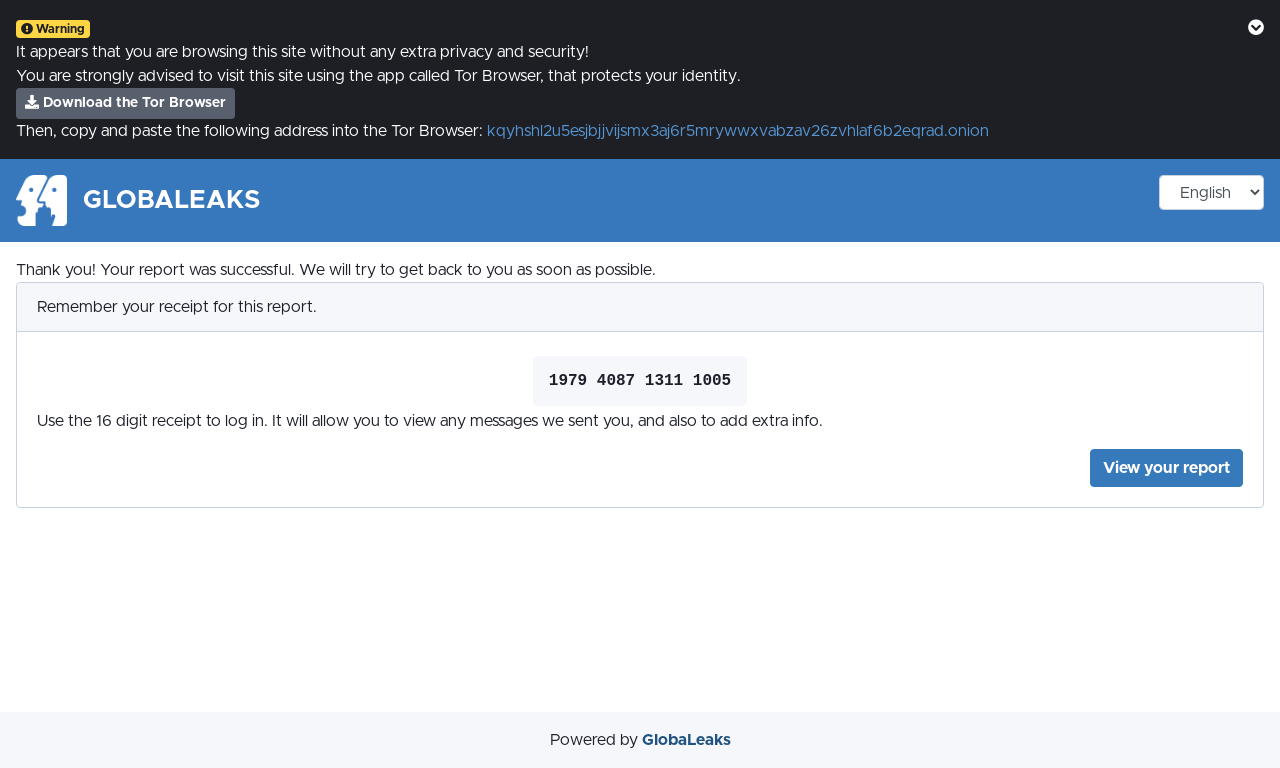 Warning
It appears that you are browsing this site without any extra privacy and security!
You are strongly advised to visit this site using the app called Tor Browser, that protects your identity.
Download the Tor Browser
Then, copy and paste the following address into the Tor Browser: kqyhshl2u5esjbjjvijsmx3aj6r5mrywwxvabzav26zvhlaf6b2eqrad.onion
GLOBALEAKS
English
Thank you! Your report was successful. We will try to get back to you as soon as possible.
Remember your receipt for this report.
1979 4087 1311 1005
Use the 16 digit receipt to log in. It will allow you to view any messages we sent you, and also to add extra info.
View your report
Powered by GlobaLeaks